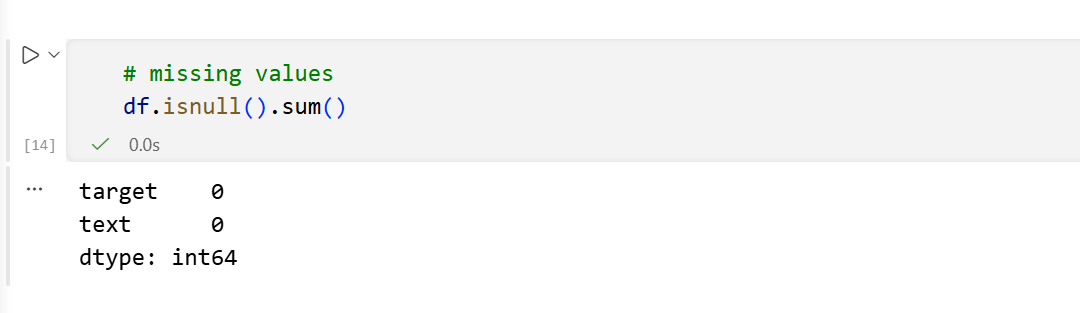 # missing values
df.isnull().sum()
[14]
0.0s
target    0
text      0
dtype: int64